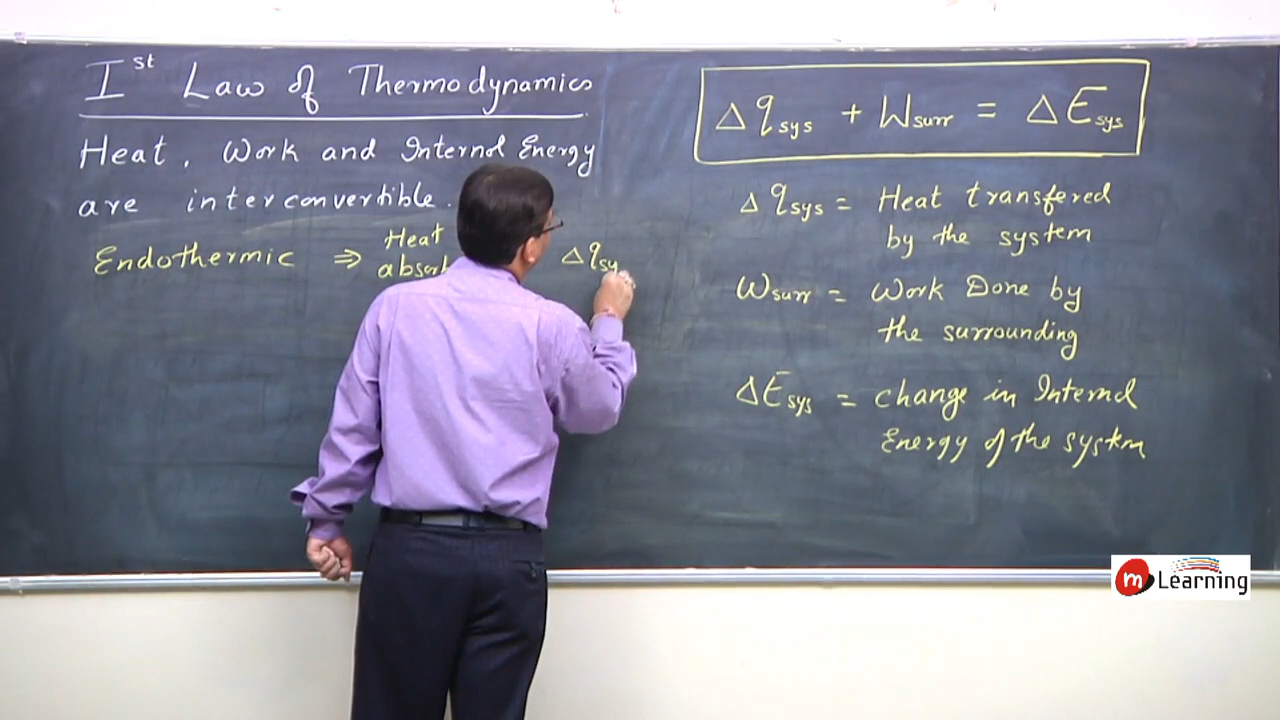 Ist Law of Thermodynamics
Heat, Work and Internal Energy
are interconvertible.
Endothermic ⇒ Heat
Δq
Δqsys + Wsurr = ΔEsys
Δqsys = Heat transfered
by the system
Wsurr = Work Done by
the surrounding
ΔEsys = change in Internal
Energy of the system
m Learning